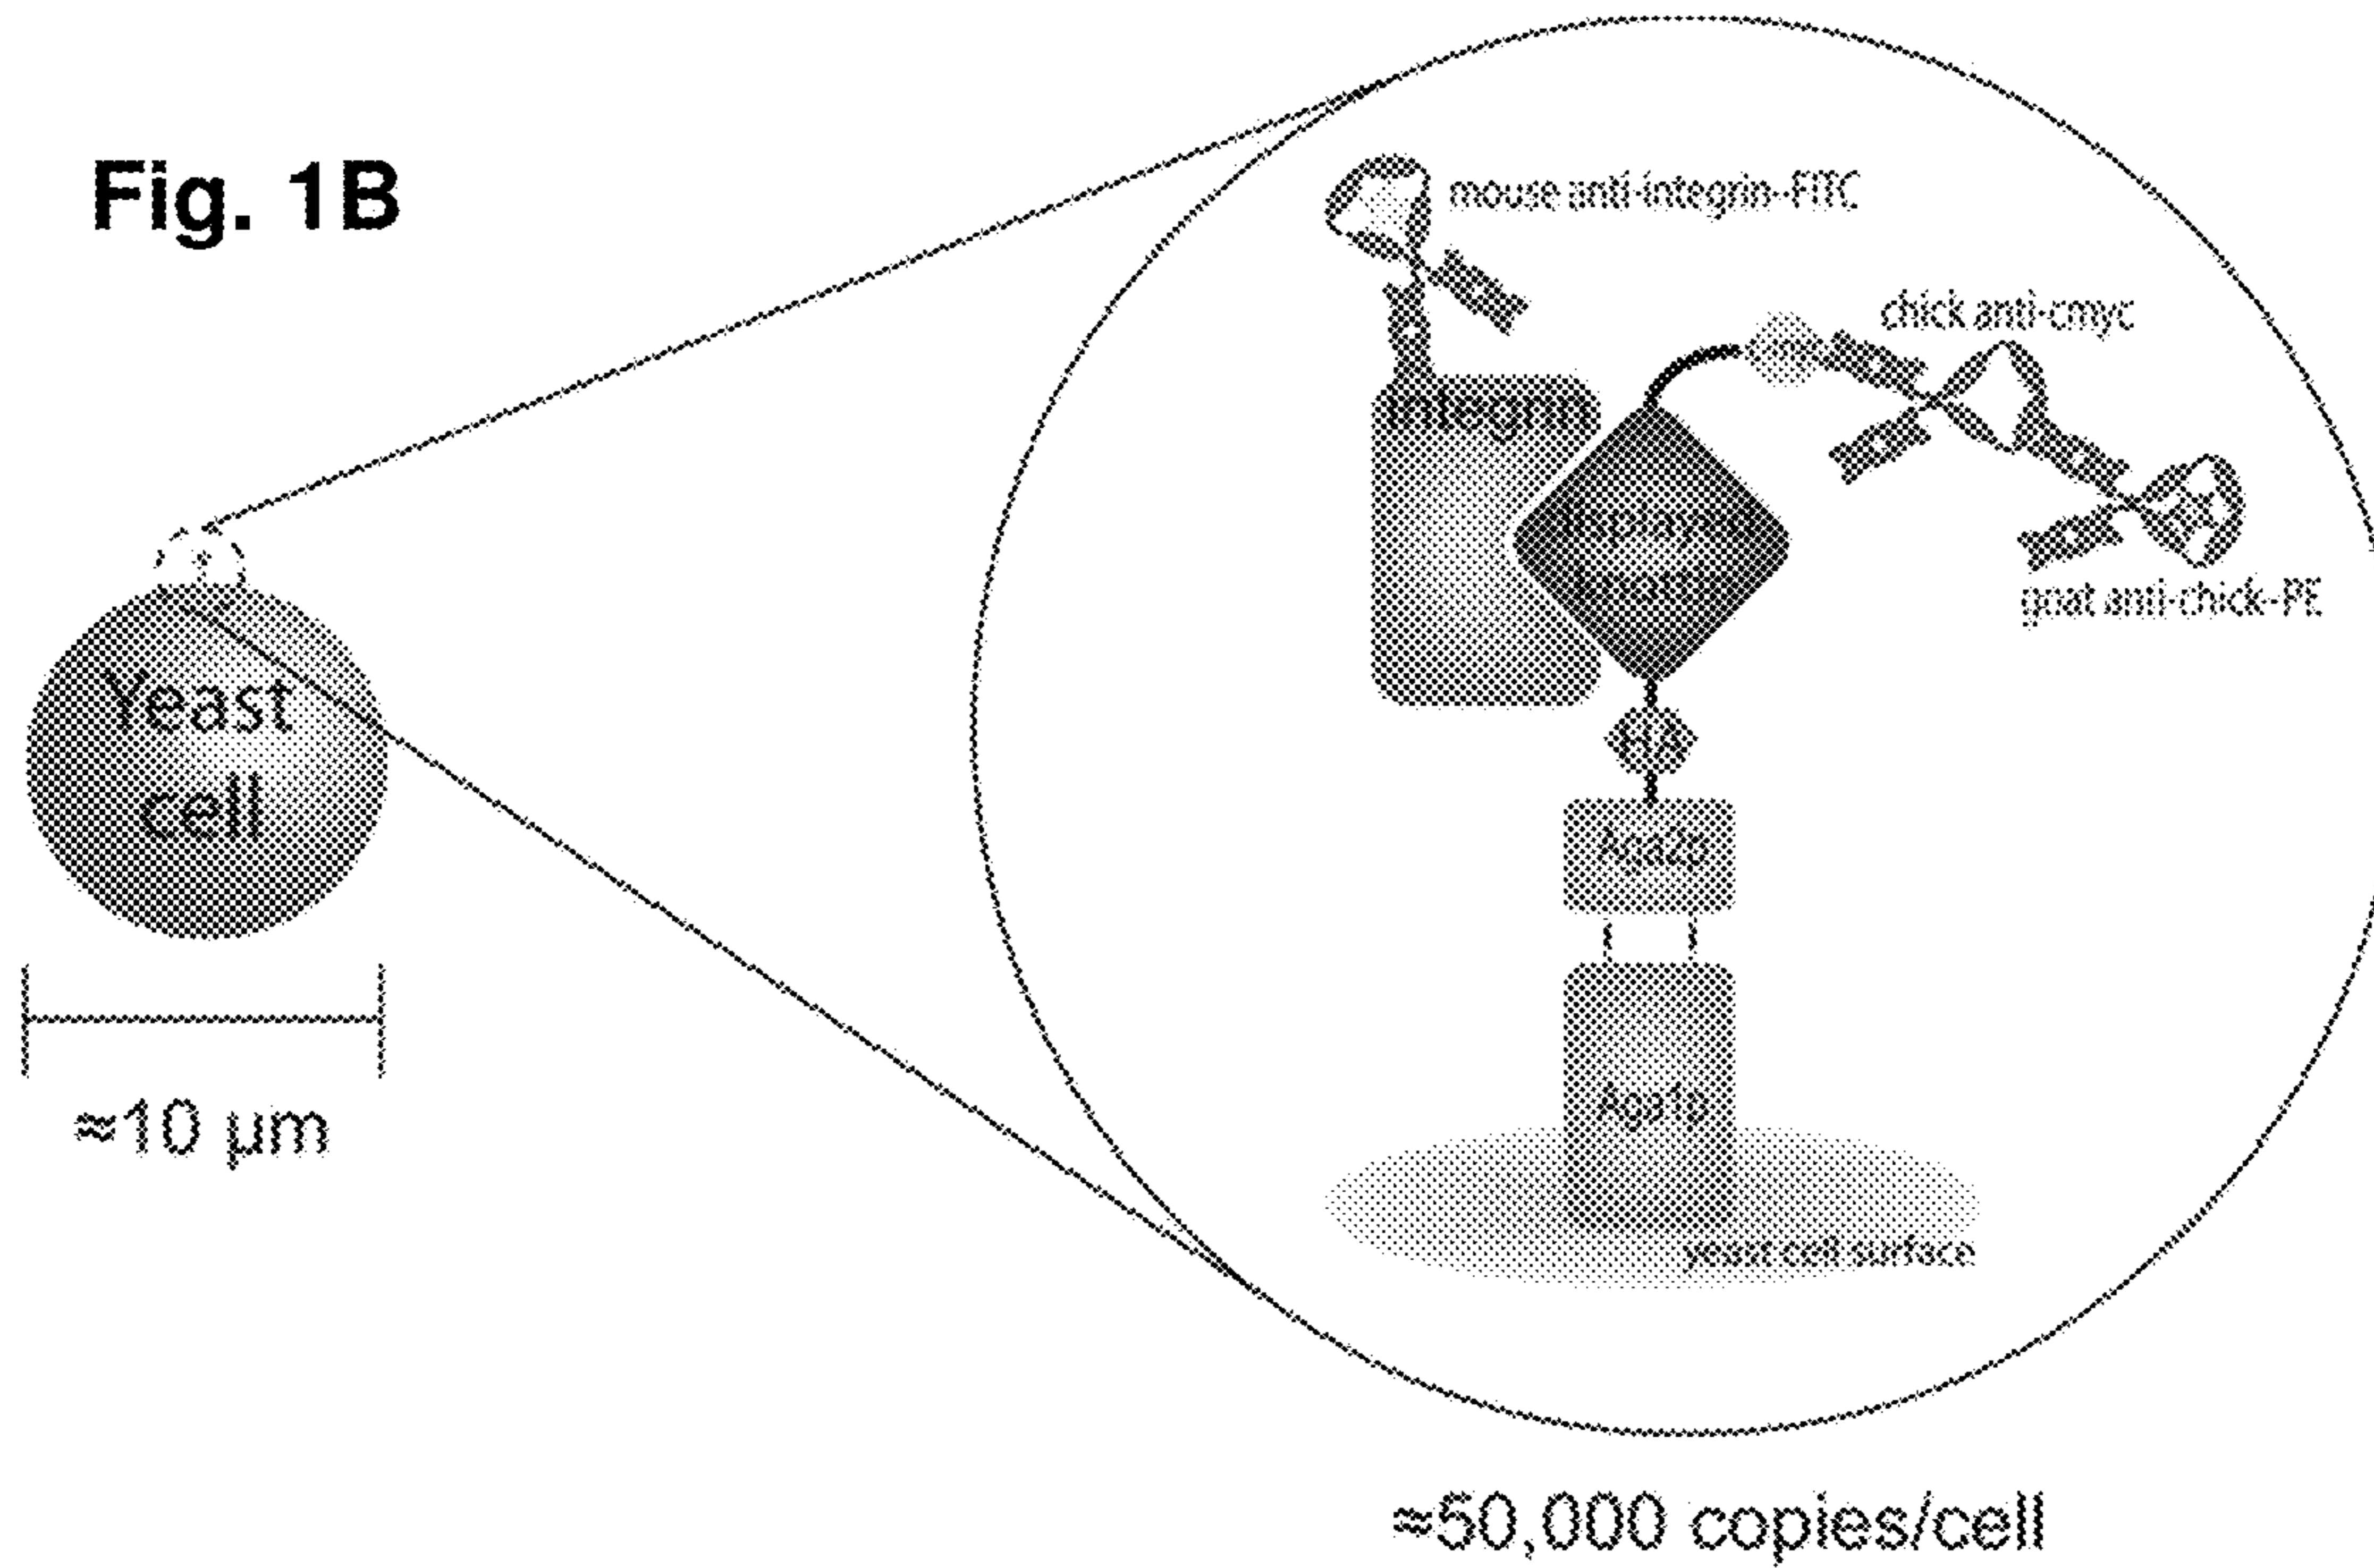 Fig. 1B
mouse anti-integrin-FITC
chick anti-cmyc
Integrin
goat anti-chick-PE
Yeast
cell
HA
Aga2p
Aga1p
≈10 µm
yeast cell surface
≈50,000 copies/cell